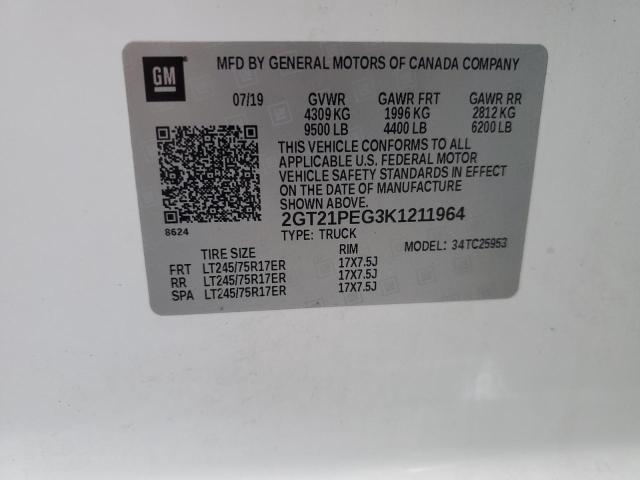 GM
MFD BY GENERAL MOTORS OF CANADA COMPANY
07/19 GVWR GAWR FRT GAWR RR
4309 KG 1996 KG 2812 KG
9500 LB 4400 LB 6200 LB
THIS VEHICLE CONFORMS TO ALL
APPLICABLE U.S. FEDERAL MOTOR
VEHICLE SAFETY STANDARDS IN EFFECT
ON THE DATE OF MANUFACTURE
SHOWN ABOVE.
8624
2GT21PEG3K1211964
TYPE: TRUCK
MODEL: 34TC25953
TIRE SIZE RIM
FRT LT245/75R17ER 17X7.5J
RR LT245/75R17ER 17X7.5J
SPA LT245/75R17ER 17X7.5J